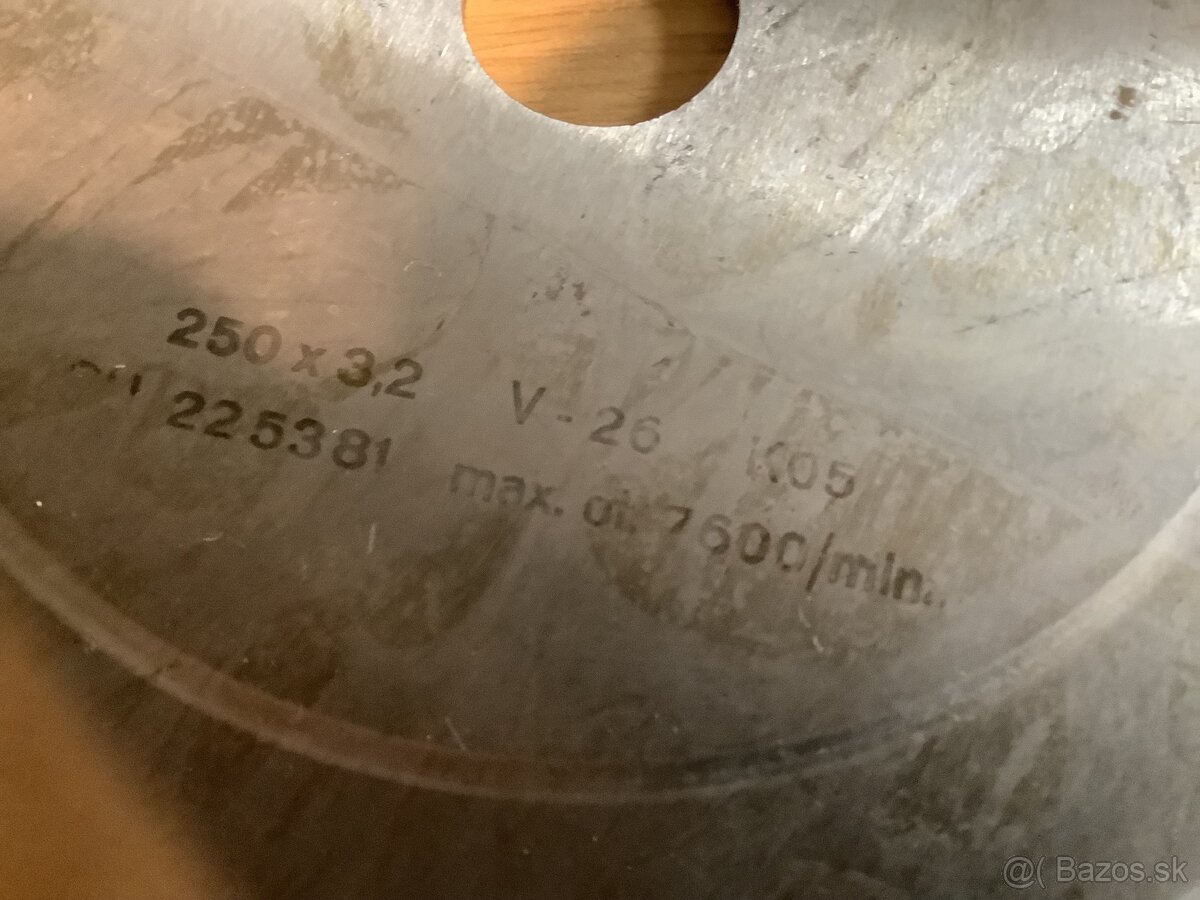 250 x 3,2 V - 26 K05
225381 max. ot. 7600/min.
@( Bazos.sk